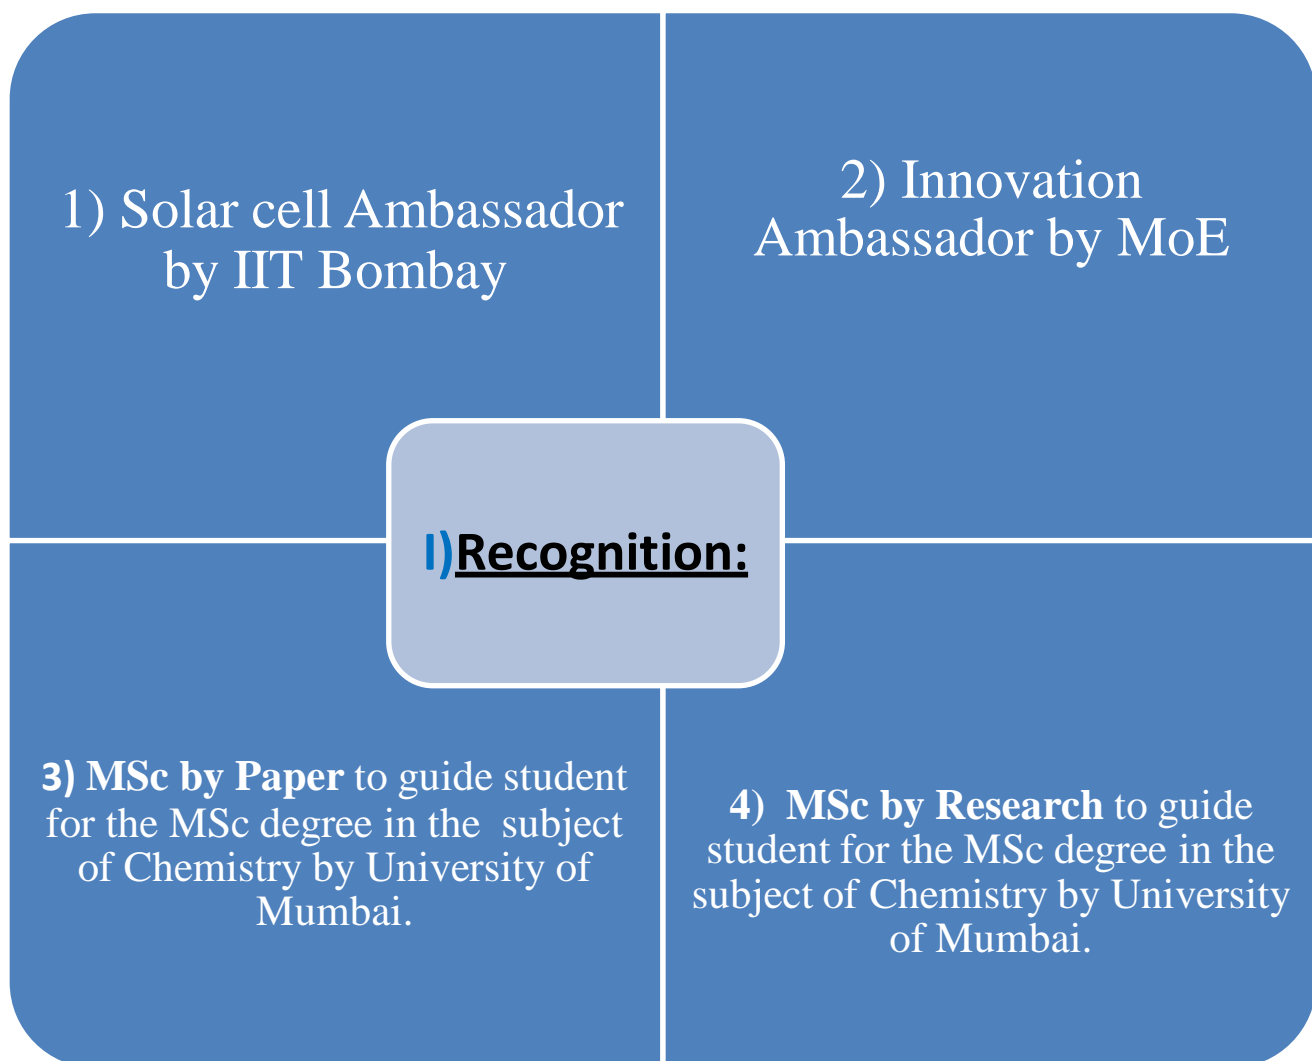 1) Solar cell Ambassador
by IIT Bombay
2) Innovation
Ambassador by MoE
I)Recognition:
3) MSc by Paper to guide student
for the MSc degree in the subject
of Chemistry by University of
Mumbai.
4) MSc by Research to guide
student for the MSc degree in the
subject of Chemistry by University
of Mumbai.